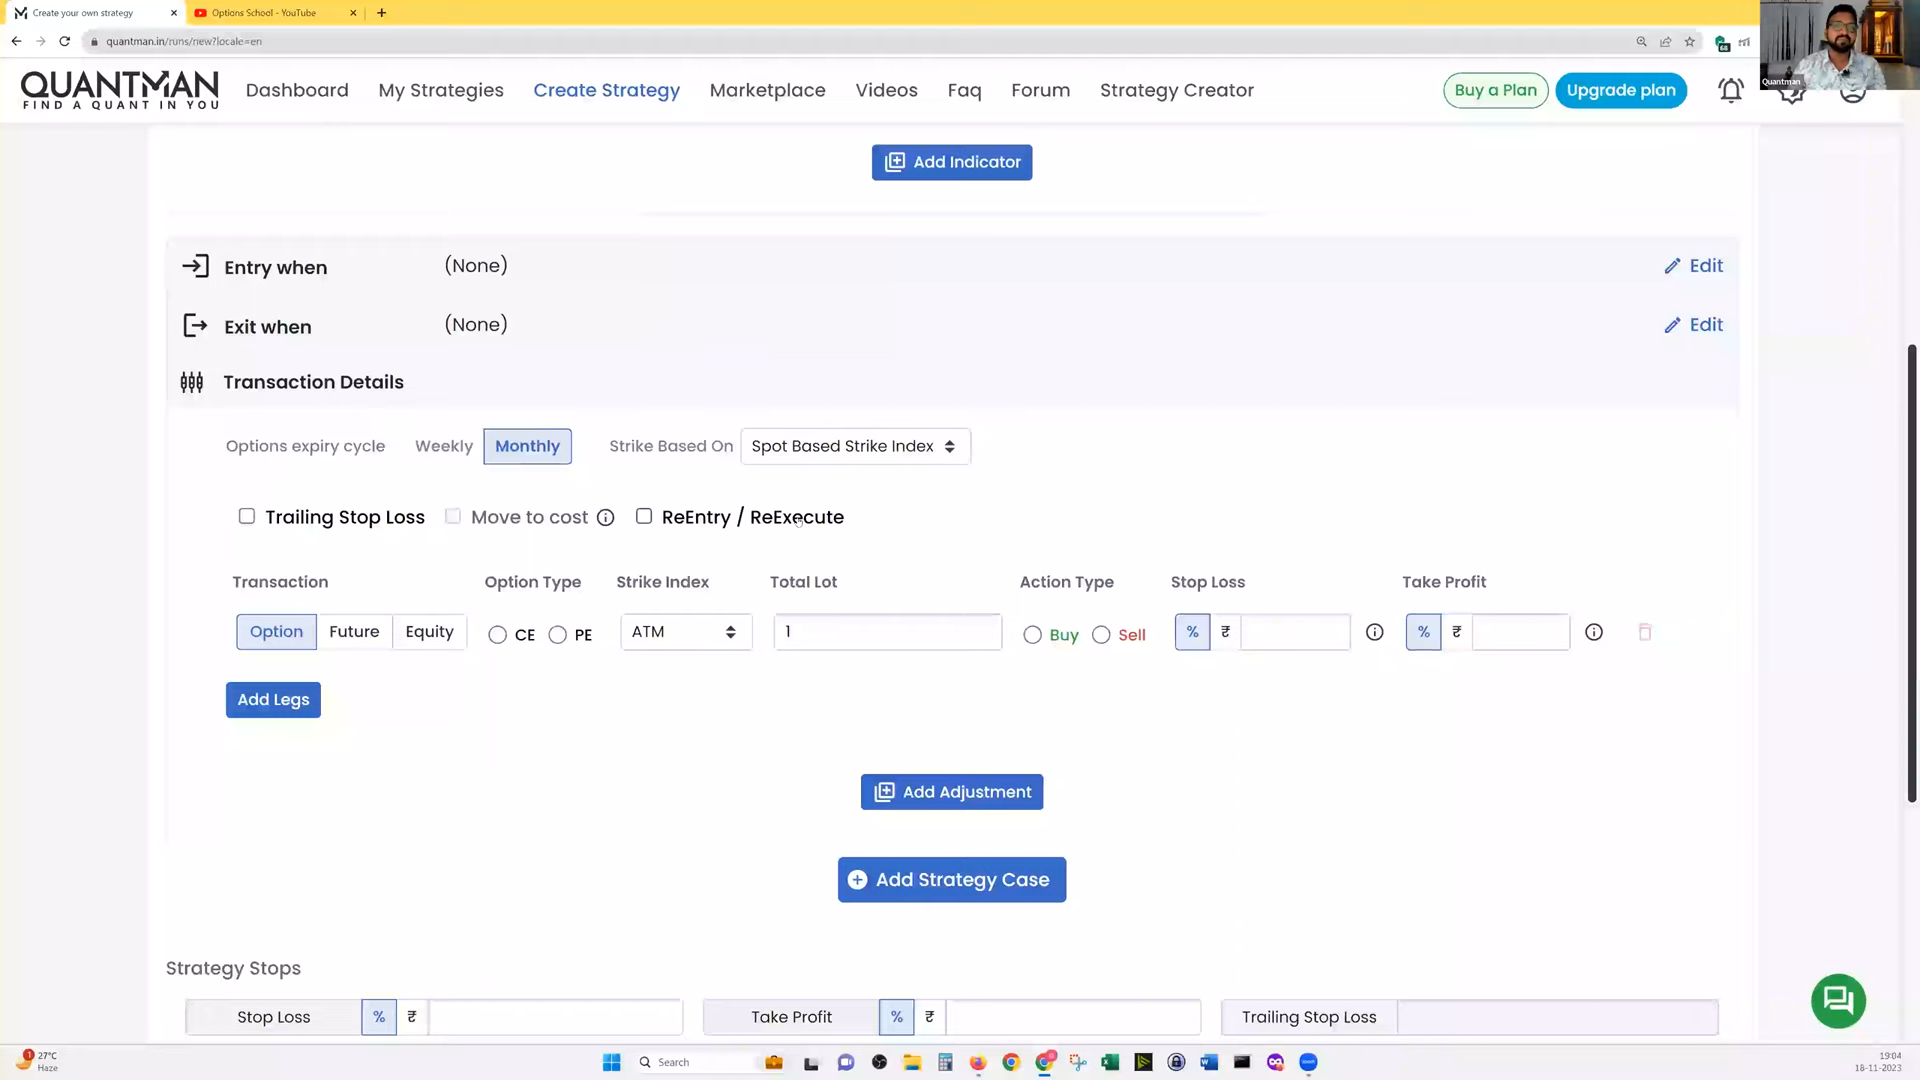 Create your own strategy
Options School - YouTube
quantman.in/runs/new?locale=en
68
QUANTMAN
FIND A QUANT IN YOU
Dashboard
My Strategies
Create Strategy
Marketplace
Videos
Faq
Forum
Strategy Creator
Buy a Plan
Upgrade plan
Quantman
Add Indicator
Entry when
(None)
Edit
Exit when
(None)
Edit
Transaction Details
Options expiry cycle
Weekly
Monthly
Strike Based On
Spot Based Strike Index
Trailing Stop Loss
Move to cost
ReEntry / ReExecute
Transaction
Option Type
Strike Index
Total Lot
Action Type
Stop Loss
Take Profit
Option
Future
Equity
CE
PE
ATM
1
Buy
Sell
%
₹
%
₹
Add Legs
Add Adjustment
Add Strategy Case
Strategy Stops
Stop Loss
%
₹
Take Profit
%
₹
Trailing Stop Loss
1
27°C
Haze
Search
19:04
18-11-2023